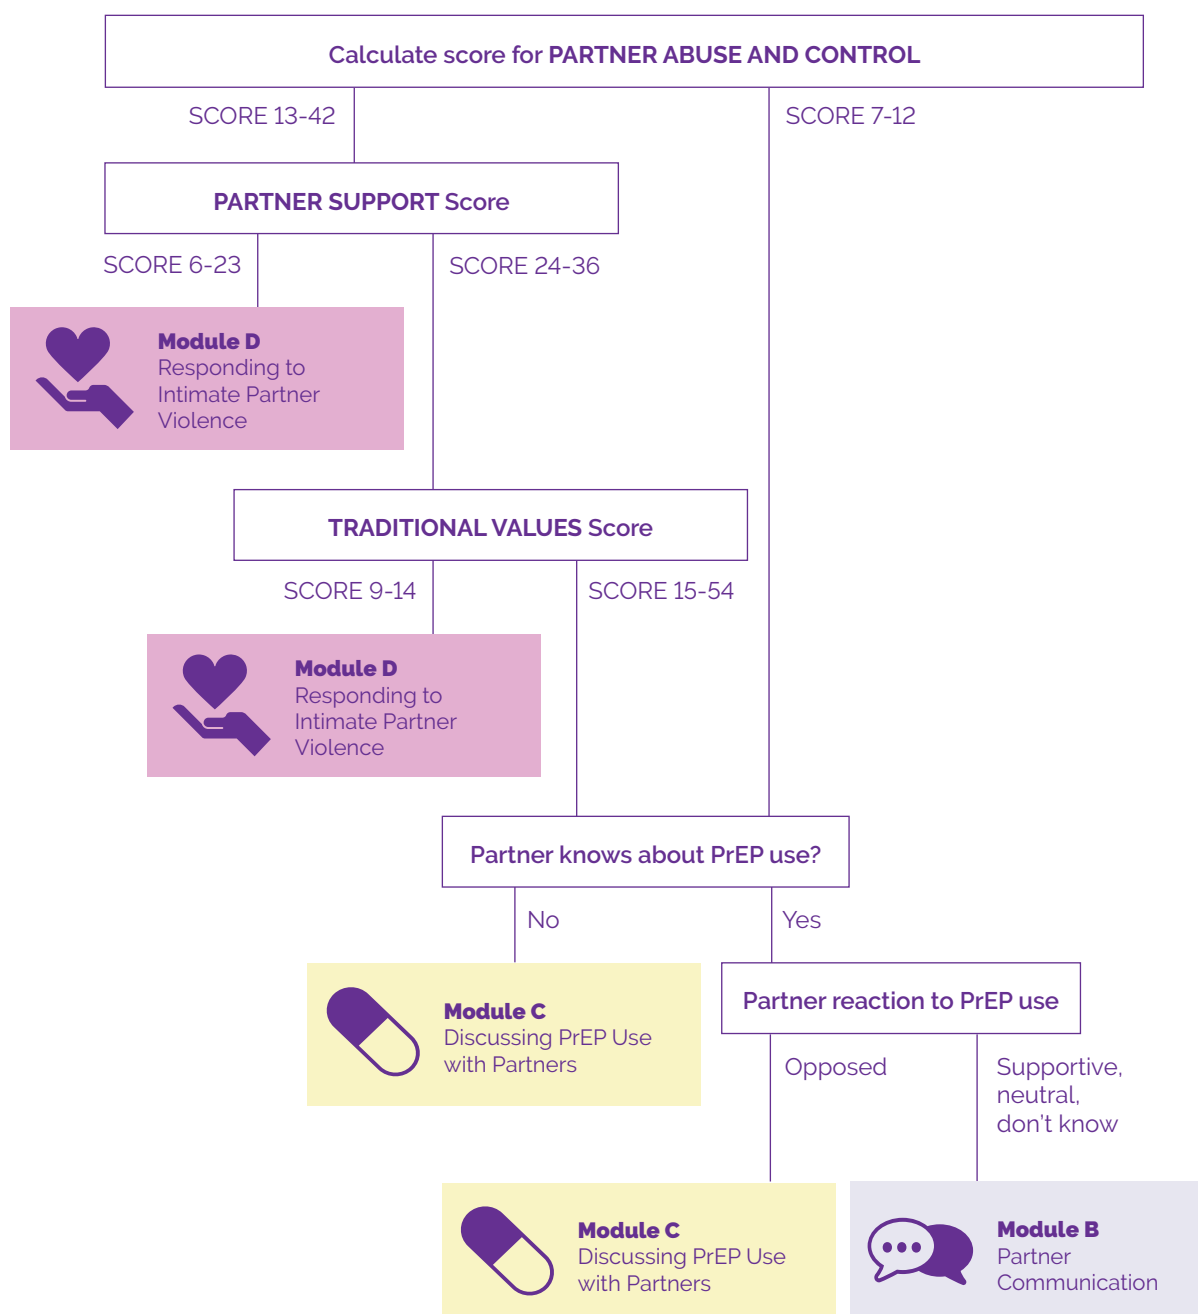 Calculate score for PARTNER ABUSE AND CONTROL
SCORE 13-42
SCORE 7-12
PARTNER SUPPORT Score
SCORE 6-23
SCORE 24-36
Module D
Responding to
Intimate Partner
Violence
TRADITIONAL VALUES Score
SCORE 9-14
SCORE 15-54
Module D
Responding to
Intimate Partner
Violence
Partner knows about PrEP use?
No
Yes
Module C
Discussing PrEP Use
with Partners
Partner reaction to PrEP use
Opposed
Supportive,
neutral,
don't know
Module C
Discussing PrEP Use
with Partners
Module B
Partner
Communication